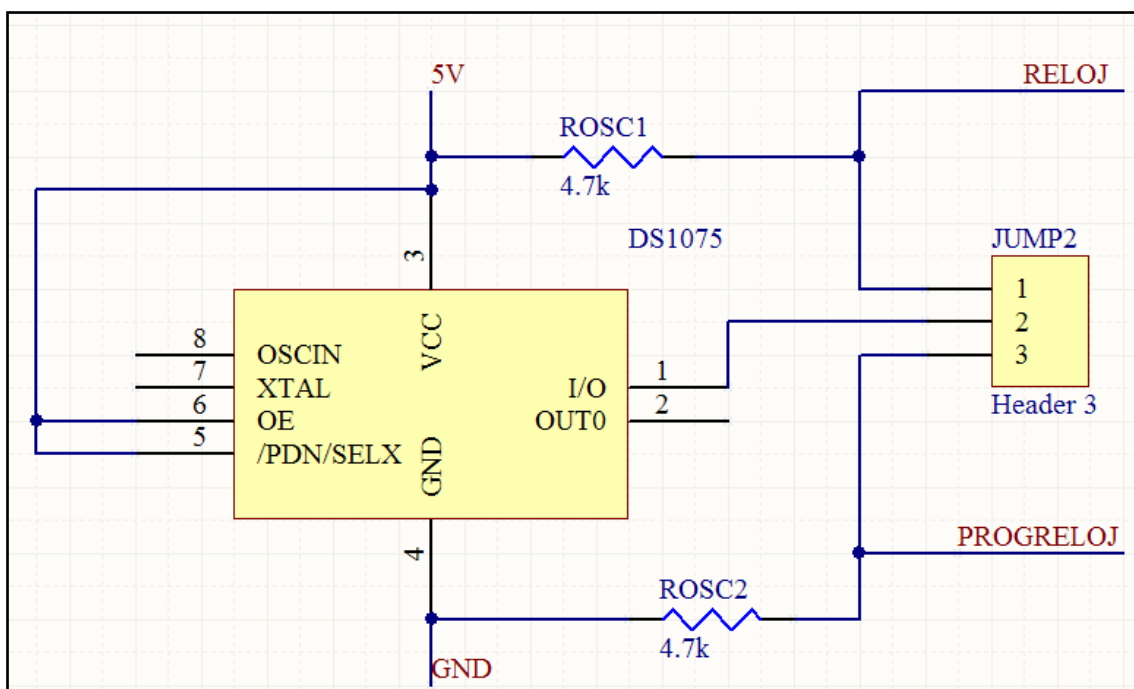 5V
RELOJ
ROSC1
4.7k
DS1075
JUMP2
3
1
2
3
Header 3
VCC
8
OSCIN
7
XTAL
6
OE
5
/PDN/SELX
I/O
1
OUT0
2
GND
4
PROGRELOJ
ROSC2
4.7k
GND